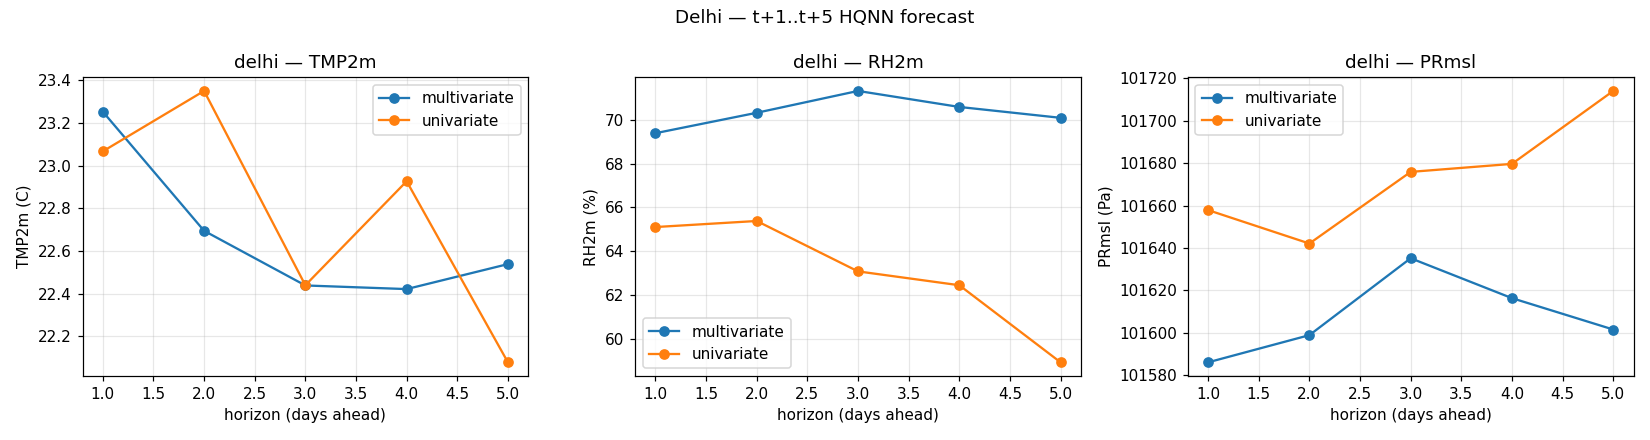 Delhi — t+1..t+5 HQNN forecast
delhi — TMP2m
23.4
23.2
23.0
22.8
22.6
22.4
22.2
TMP2m (C)
multivariate
univariate
1.0 1.5 2.0 2.5 3.0 3.5 4.0 4.5 5.0
horizon (days ahead)
delhi — RH2m
70
68
66
64
62
60
RH2m (%)
multivariate
univariate
1.0 1.5 2.0 2.5 3.0 3.5 4.0 4.5 5.0
horizon (days ahead)
delhi — PRmsl
101720
101700
101680
101660
101640
101620
101600
101580
PRmsl (Pa)
multivariate
univariate
1.0 1.5 2.0 2.5 3.0 3.5 4.0 4.5 5.0
horizon (days ahead)